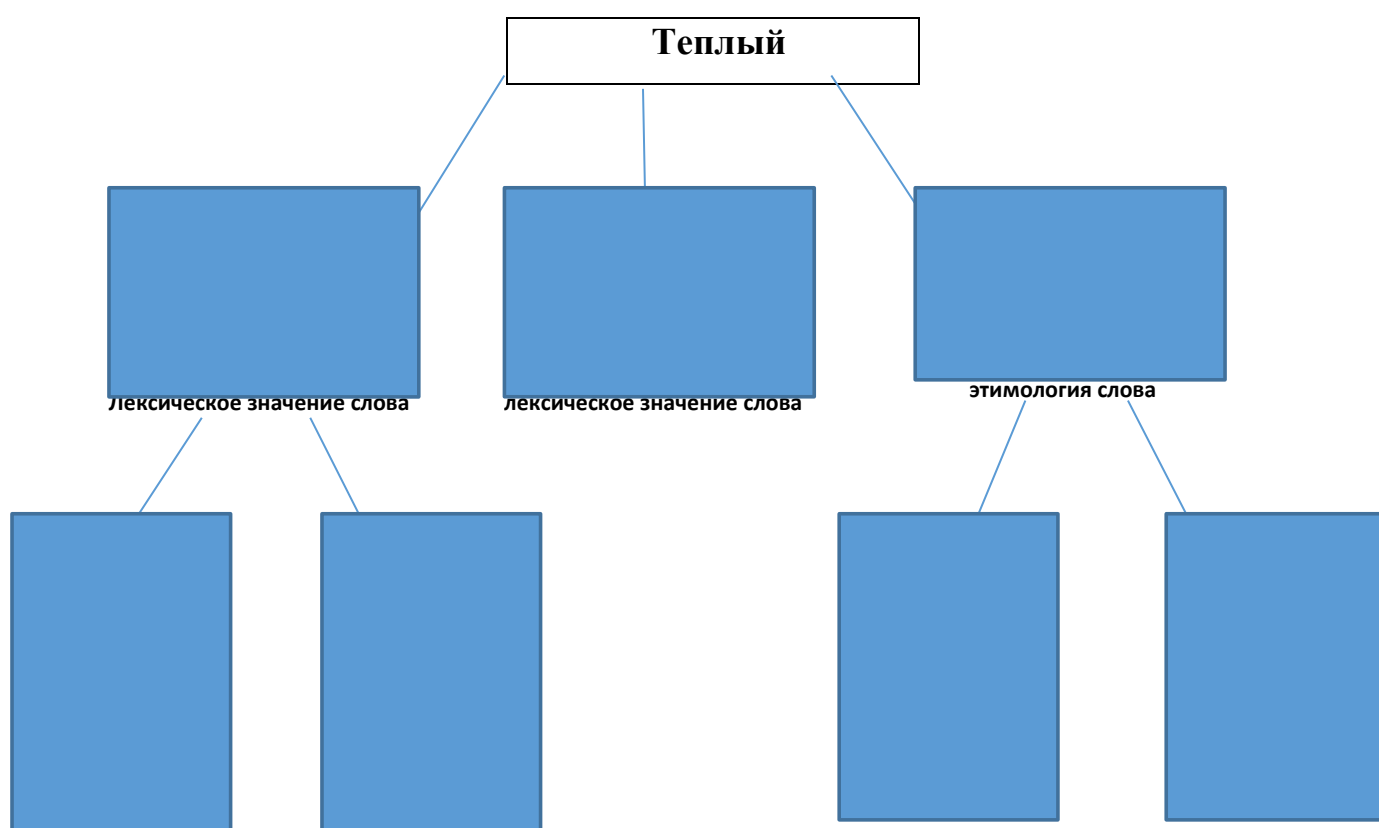 Теплый
Лексическое значение слова
лексическое значение слова
этимология слова